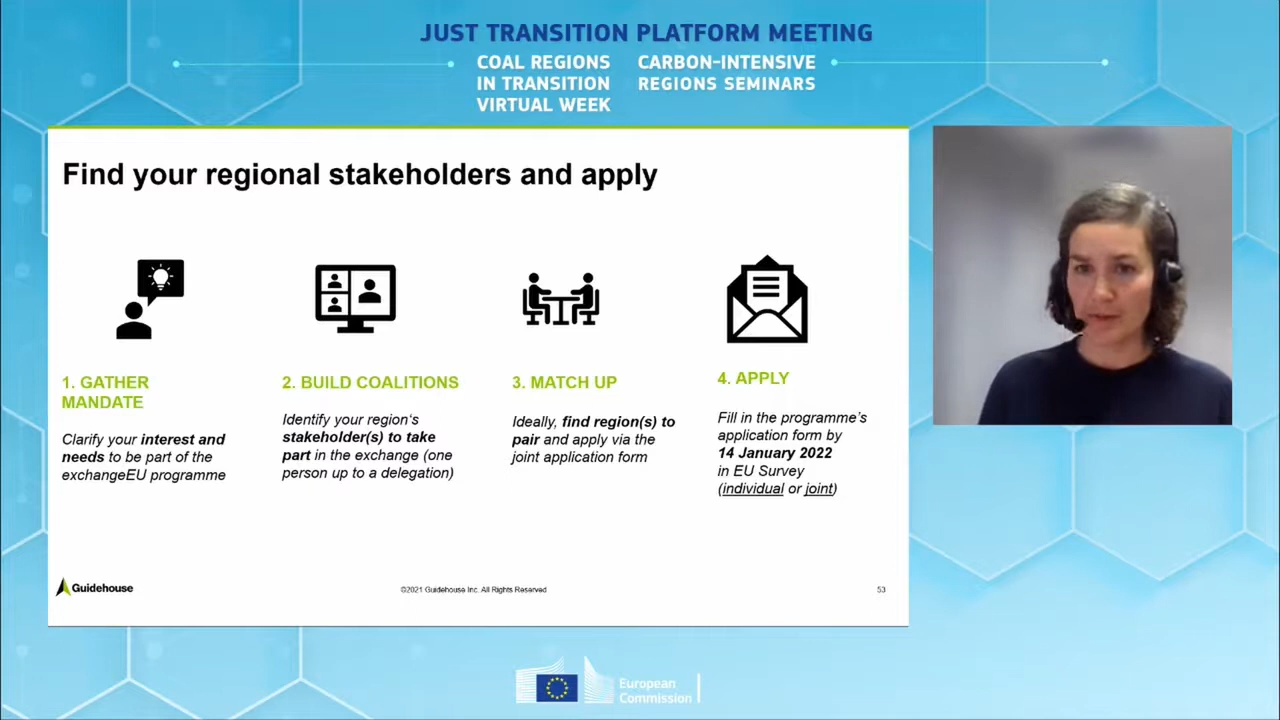 JUST TRANSITION PLATFORM MEETING
COAL REGIONS
IN TRANSITION
VIRTUAL WEEK
CARBON-INTENSIVE
REGIONS SEMINARS
Find your regional stakeholders and apply
1. GATHER
MANDATE
Clarify your interest and
needs to be part of the
exchangeEU programme
2. BUILD COALITIONS
Identify your region's
stakeholder(s) to take
part in the exchange (one
person up to a delegation)
3. MATCH UP
Ideally, find region(s) to
pair and apply via the
joint application form
4. APPLY
Fill in the programme's
application form by
14 January 2022
in EU Survey
(individual or joint)
Guidehouse
©2021 Guidehouse Inc. All Rights Reserved
53
European
Commission